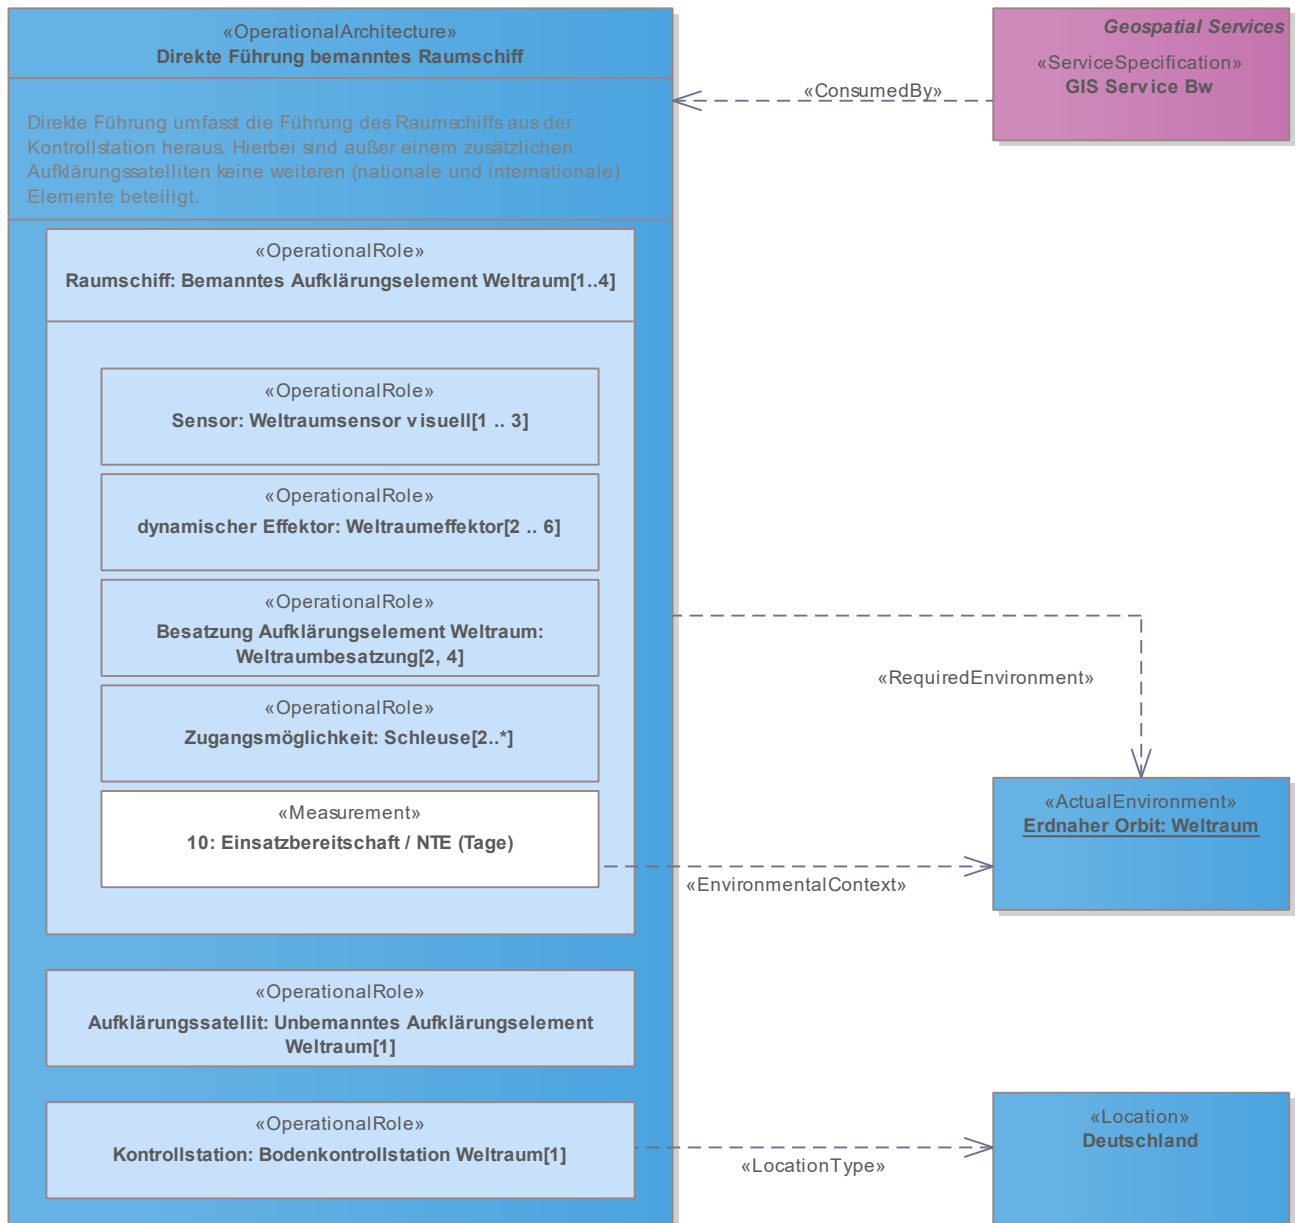 «OperationalArchitecture»
Direkte Führung bemanntes Raumschiff
Direkte Führung umfasst die Führung des Raumschiffs aus der
Kontrollstation heraus. Hierbei sind außer einem zusätzlichen
Aufklärungssatelliten keine weiteren (nationale und internationale)
Elemente beteiligt.
Geospatial Services
«ServiceSpecification»
GIS Service Bw
«ConsumedBy»
«OperationalRole»
Raumschiff: Bemanntes Aufklärungselement Weltraum[1..4]
«OperationalRole»
Sensor: Weltraumsensor visuell[1 .. 3]
«OperationalRole»
dynamischer Effektor: Weltraumeffektor[2 .. 6]
«OperationalRole»
Besatzung Aufklärungselement Weltraum:
Weltraumbesatzung[2, 4]
«OperationalRole»
Zugangsmöglichkeit: Schleuse[2..*]
«Measurement»
10: Einsatzbereitschaft / NTE (Tage)
«RequiredEnvironment»
«ActualEnvironment»
Erdnaher Orbit: Weltraum
«EnvironmentalContext»
«OperationalRole»
Aufklärungssatellit: Unbemanntes Aufklärungselement
Weltraum[1]
«OperationalRole»
Kontrollstation: Bodenkontrollstation Weltraum[1]
«LocationType»
«Location»
Deutschland